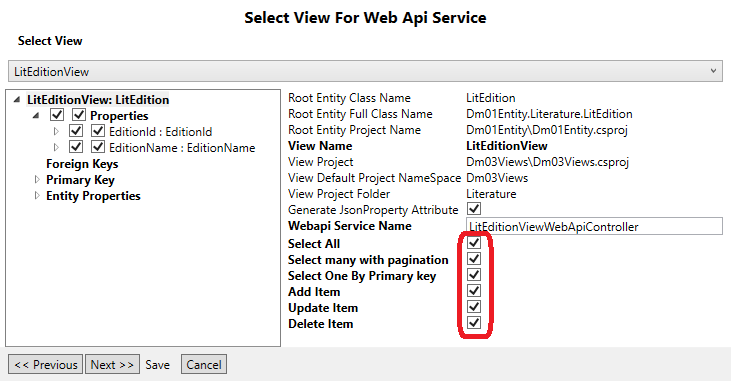 Select View For Web Api Service
Select View
LitEditionView
LitEditionView: LitEdition
Properties
EditionId : EditionId
EditionName : EditionName
Foreign Keys
Primary Key
Entity Properties
Root Entity Class Name LitEdition
Root Entity Full Class Name Dm01Entity.Literature.LitEdition
Root Entity Project Name Dm01Entity\Dm01Entity.csproj
View Name LitEditionView
View Project Dm03Views\Dm03Views.csproj
View Default Project NameSpace Dm03Views
View Project Folder Literature
Generate JsonProperty Attribute
Webapi Service Name LitEditionViewWebApiController
Select All
Select many with pagination
Select One By Primary key
Add Item
Update Item
Delete Item
<< Previous Next >> Save Cancel